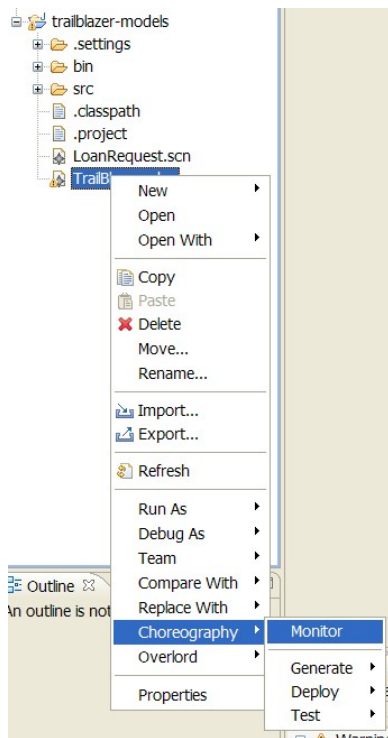 trailblazer-models
.settings
bin
src
.classpath
.project
LoanRequest.scn
New
Open
Open With
Copy
Paste
Delete
Move...
Rename...
Import...
Export...
Refresh
Run As
Debug As
Team
Compare With
Replace With
Choreography
Overlord
Properties
Outline
An outline is not
Monitor
Generate
Deploy
Test